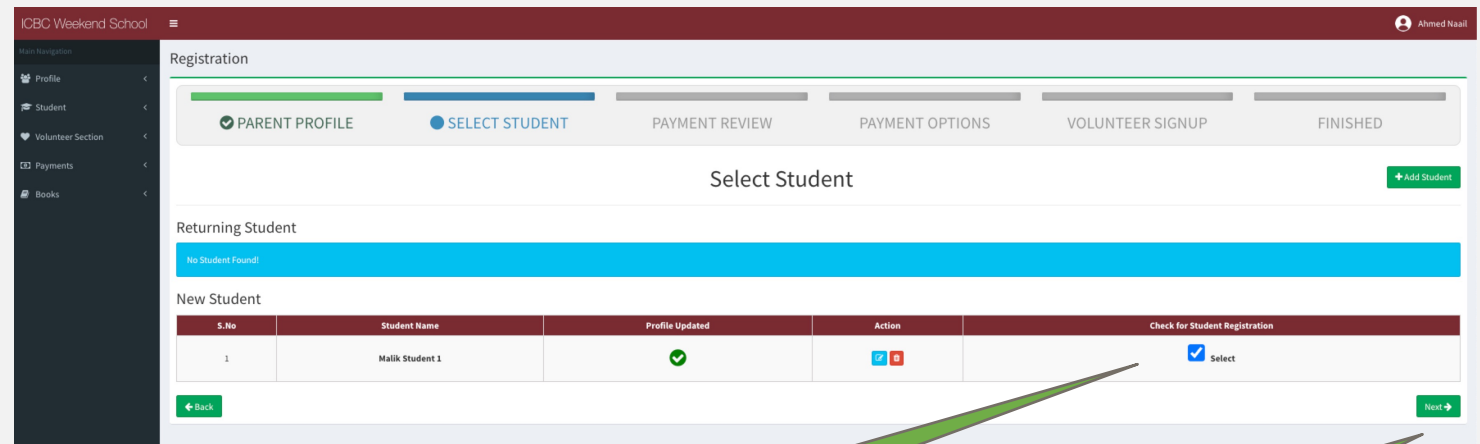 ICBC Weekend School
Ahmed Naail
Main Navigation
Profile
Student
Volunteer Section
Payments
Books
Registration
PARENT PROFILE
SELECT STUDENT
PAYMENT REVIEW
PAYMENT OPTIONS
VOLUNTEER SIGNUP
FINISHED
Select Student
+ Add Student
Returning Student
No Student Found!
New Student
S.No Student Name Profile Updated Action Check for Student Registration
1 Malik Student 1 Select
Back
Next